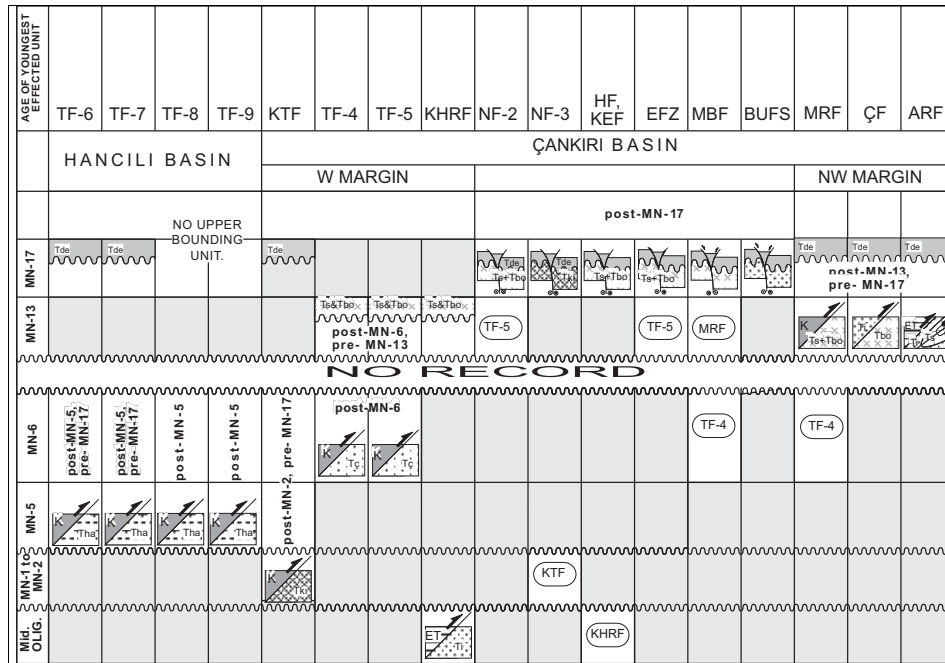 AGE OF YOUNGEST
EFFECTED UNIT
TF-6 TF-7 TF-8 TF-9 KTF TF-4 TF-5 KHRF NF-2 NF-3 HF, KEF EFZ MBF BUFS MRF ÇF ARF
HANCILI BASIN
ÇANKIRI BASIN
W MARGIN
NW MARGIN
NO UPPER
BOUNDING
UNIT.
post-MN-17
MN-17
Tde
Tde
Tde
Tde
Ts+Tbo
Tde
Tkı
Ts+Tbo
Ts+Tbo
Tde
Tde
Tde
post-MN-13,
pre- MN-17
MN-13
Ts&Tbo
Ts&Tbo
Ts&Tbo
post-MN-6,
pre- MN-13
TF-5
TF-5
MRF
K
Ts+Tbo
Tbo
ET
Ts
NO RECORD
MN-6
post-MN-5,
pre- MN-17
post-MN-5,
pre- MN-17
post-MN-5
post-MN-5
post-MN-2, pre- MN-17
post-MN-6
K
Tç
K
Tç
TF-4
TF-4
MN-5
K
Tha
K
Tha
K
Tha
K
Tha
MN-1 to
MN-2
K
Tkı
KTF
Mid.
OLIG.
ET
Ti
KHRF